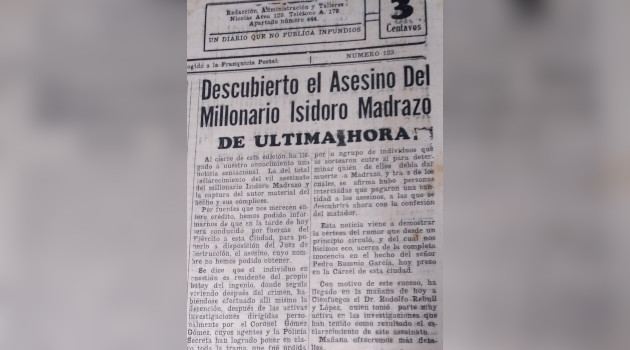 Redacción, Administración y Talleres
Nicolás Acea 123. Teléfono A. 178.
Apartado número 444.
UN DIARIO QUE NO PUBLICA INFUNDIOS
3
Centavos
ogido a la Franquicia Postal.
NUMERO 123
Descubierto el Asesino Del
Millonario Isidoro Madrazo
DE ULTIMA HORA
Al cierre de esta edición ha lle
gado a nuestro conocimiento una
noticia sensacional. La del total
esclarecimiento del vil asesinato
del millonario Isidoro Madrazo y
la captura del autor material del
hecho y sus cómplices.
Por fuentes que nos merecen en
tero crédito, hemos podido infor
marnos de que en la tarde de hoy
será conducido por fuerzas del
Ejército a esta Ciudad, para po
nerlo a disposición del Juez de
Instrucción, el asesino, cuyo nom
bre no hemos podido obtener.
Se dice que el individuo en
cuestión es residente del propio
batey del ingenio, donde seguía
viviendo después del crimen, ha
biéndose efectuado allí mismo la
detención, después de las activas
investigaciones dirigidas perso
nalmente por el Coronel Gómez
Gómez, cuyos agentes y la Policía
Secreta han logrado poner en cla
ro toda la trama, que fué urdida
por un grupo de individuos que
se sortearon entre sí para deter
minar quién de ellos debía dar
muerte a Madrazo, y tras de los
cuales, se afirma hubo personas
interesadas que pagaron una can
tidad a los asesinos, a las que se
descubrirá ahora con la confesión
del matador.
Esta noticia viene a demostrar
la certeza del rumor que desde un
principio circuló, y del cual nos
hicimos eco, acerca de la completa
inocencia en el hecho del señor
Pedro García, hoy preso
en la Cárcel de esta ciudad.
Con motivo de este suceso, ha
llegado en la mañana de hoy a
Cienfuegos el Dr. Rodolfo Rebull
y López, quien tomó parte muy
activa en las investigaciones que
han tenido como resultado el es
clarecimiento de este asesinato.
Mañana ofreceremos más deta
lles.